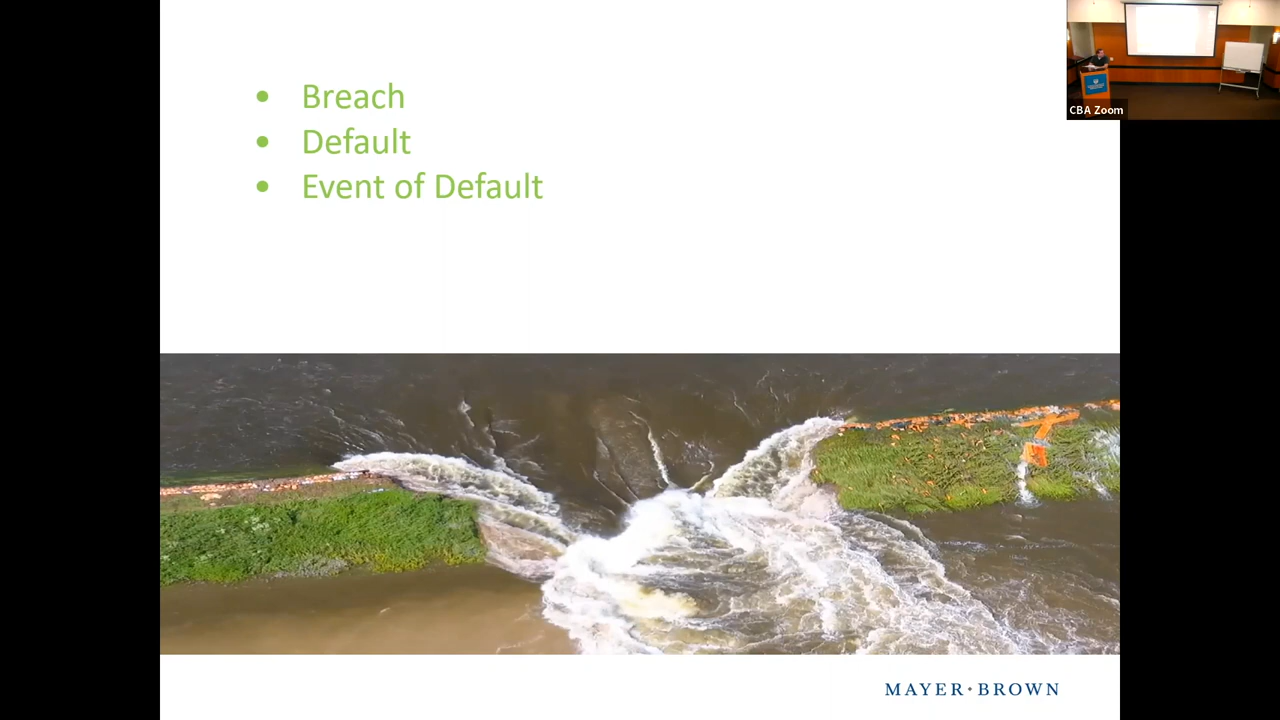 • Breach
• Default
• Event of Default
CBA Zoom
MAYER•BROWN